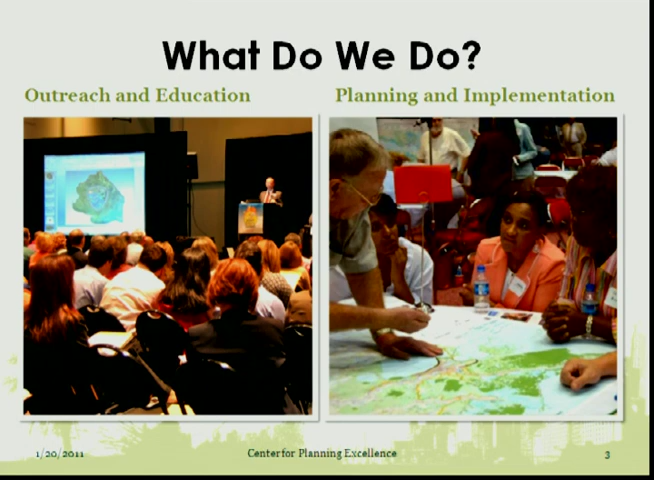 What Do We Do?
Outreach and Education
Planning and Implementation
1/20/2011
Center for Planning Excellence
3